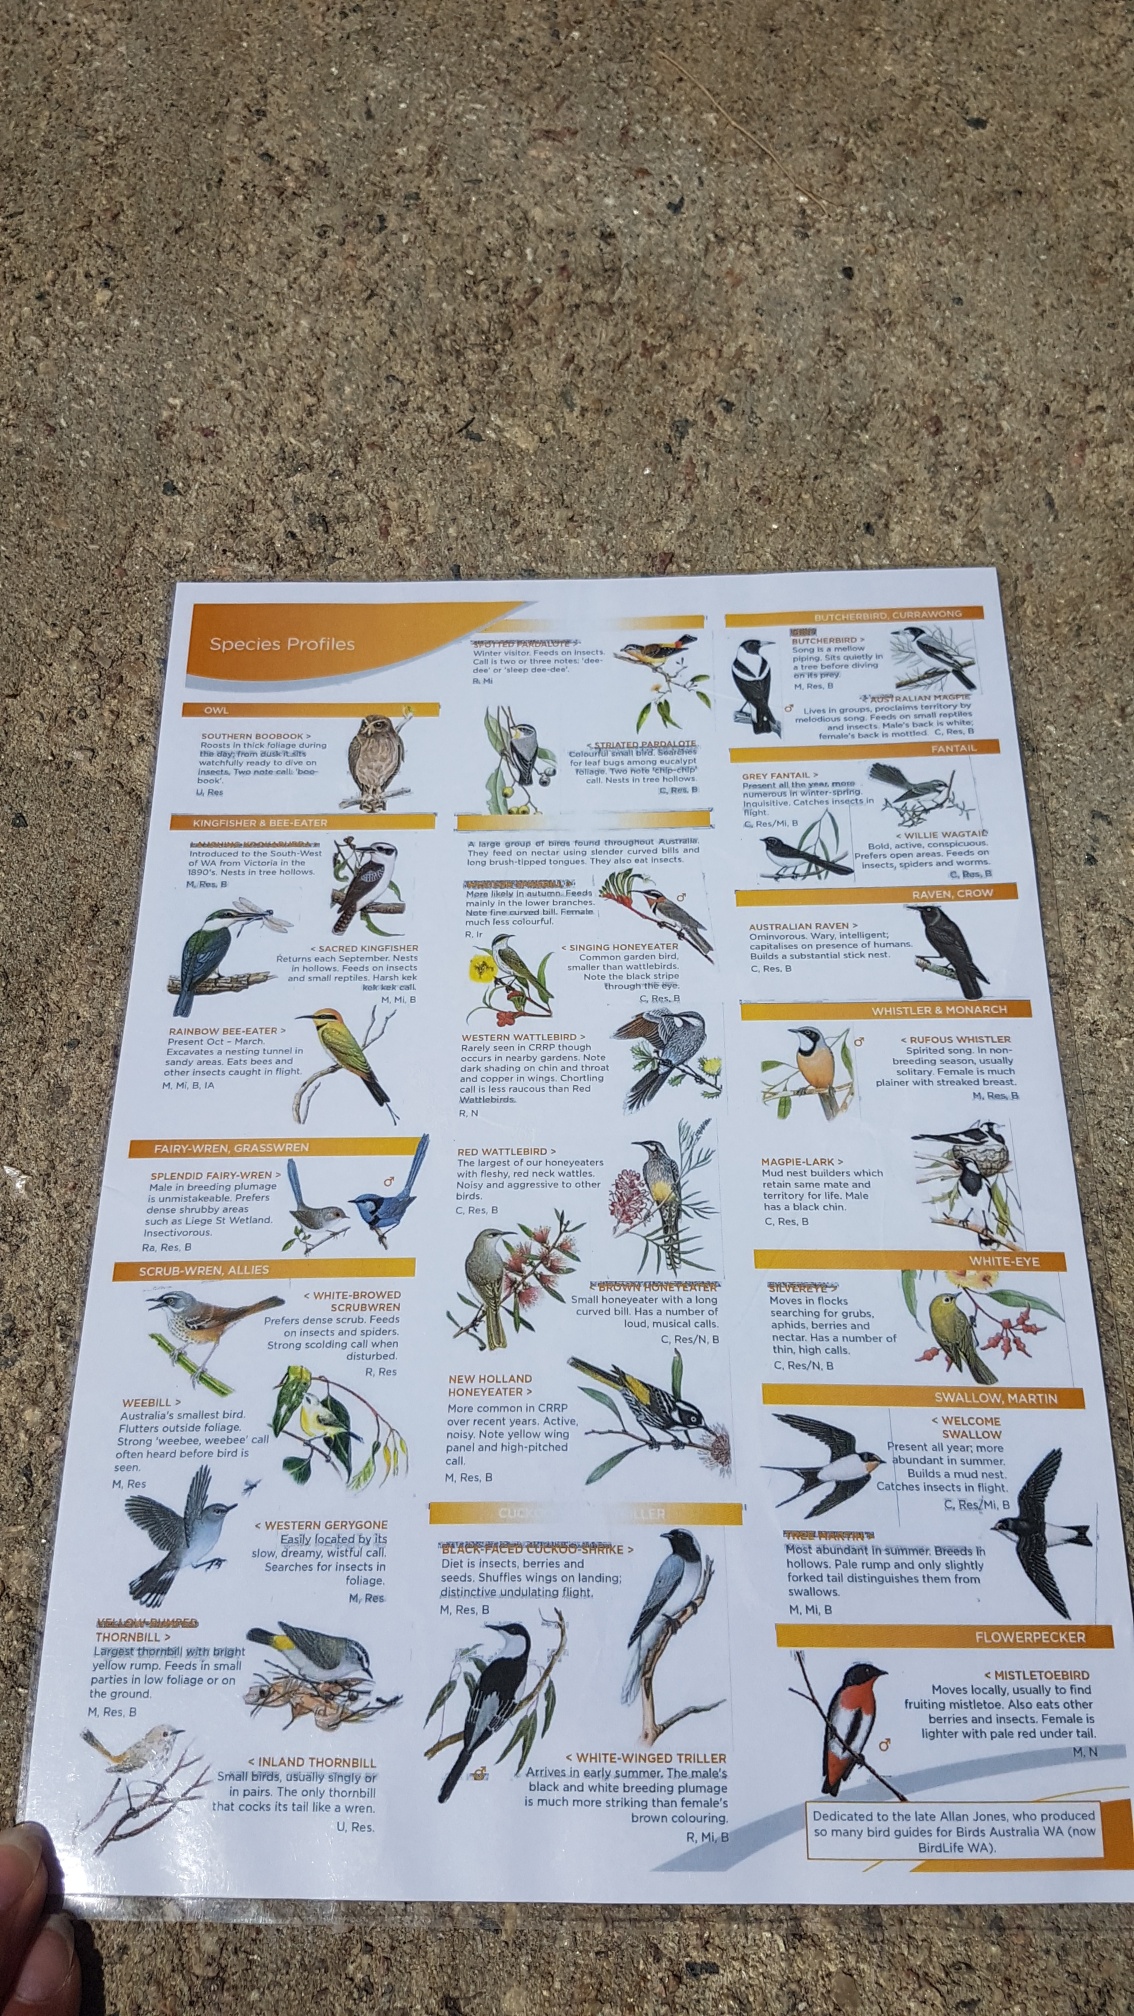 Species Profiles
OWL
SOUTHERN BOOBOOK >
Roosts in thick foliage during
the day; from dusk it sits
watchfully ready to dive on
insects. Two note call: 'boo-
book'.
U, Res
KINGFISHER & BEE-EATER
Introduced to the South-West
of WA from Victoria in the
1890's. Nests in tree hollows.
M, Res, B
< SACRED KINGFISHER
Returns each September. Nests
in hollows. Feeds on insects
and small reptiles. Harsh kek
kek kek call.
M, Mi, B
RAINBOW BEE-EATER >
Present Oct – March.
Excavates a nesting tunnel in
sandy areas. Eats bees and
other insects caught in flight.
M, Mi, B, IA
FAIRY-WREN, GRASSWREN
SPLENDID FAIRY-WREN >
Male in breeding plumage
is unmistakeable. Prefers
dense shrubby areas
such as Liege St Wetland.
Insectivorous.
Ra, Res, B
♂
SCRUB-WREN, ALLIES
< WHITE-BROWED
SCRUBWREN
Prefers dense scrub. Feeds
on insects and spiders.
Strong scolding call when
disturbed.
R, Res
WEEBILL >
Australia's smallest bird.
Flutters outside foliage.
Strong 'weebee, weebee' call
often heard before bird is
seen.
M, Res
< WESTERN GERYGONE
Easily located by its
slow, dreamy, wistful call.
Searches for insects in
foliage.
M, Res
YELLOW-RUMPED
THORNBILL >
Largest thornbill with bright
yellow rump. Feeds in small
parties in low foliage or on
the ground.
M, Res, B
< INLAND THORNBILL
Small birds, usually singly or
in pairs. The only thornbill
that cocks its tail like a wren.
U, Res.
SPOTTED PARDALOTE >
Winter visitor. Feeds on insects.
Call is two or three notes: 'dee-
dee' or 'sleep dee-dee'.
R, Mi
< STRIATED PARDALOTE
Colourful small bird. Searches
for leaf bugs among eucalypt
foliage. Two note 'chip-chip'
call. Nests in tree hollows.
C, Res, B
A large group of birds found throughout Australia.
They feed on nectar using slender curved bills and
long brush-tipped tongues. They also eat insects.
More likely in autumn. Feeds
mainly in the lower branches.
Note fine curved bill. Female
much less colourful.
R, Ir
♂
< SINGING HONEYEATER
Common garden bird,
smaller than wattlebirds.
Note the black stripe
through the eye.
C, Res, B
WESTERN WATTLEBIRD >
Rarely seen in CRRP though
occurs in nearby gardens. Note
dark shading on chin and throat
and copper in wings. Chortling
call is less raucous than Red
Wattlebirds.
R, N
RED WATTLEBIRD >
The largest of our honeyeaters
with fleshy, red neck wattles.
Noisy and aggressive to other
birds.
C, Res, B
< BROWN HONEYEATER
Small honeyeater with a long
curved bill. Has a number of
loud, musical calls.
C, Res/N, B
NEW HOLLAND
HONEYEATER >
More common in CRRP
over recent years. Active,
noisy. Note yellow wing
panel and high-pitched
call.
M, Res, B
TRILLER
BLACK-FACED CUCKOO-SHRIKE >
Diet is insects, berries and
seeds. Shuffles wings on landing;
distinctive undulating flight.
M, Res, B
< WHITE-WINGED TRILLER
♂
Arrives in early summer. The male's
black and white breeding plumage
is much more striking than female's
brown colouring.
R, Mi, B
BUTCHERBIRD, CURRAWONG
BUTCHERBIRD >
Song is a mellow
piping. Sits quietly in
a tree before diving
on its prey.
M, Res, B
♂
< AUSTRALIAN MAGPIE
Lives in groups, proclaims territory by
melodious song. Feeds on small reptiles
and insects. Male's back is white;
female's back is mottled. C, Res, B
FANTAIL
GREY FANTAIL >
Present all the year, more
numerous in winter-spring.
Inquisitive. Catches insects in
flight.
C, Res/Mi, B
< WILLIE WAGTAIL
Bold, active, conspicuous.
Prefers open areas. Feeds on
insects, spiders and worms.
C, Res, B
RAVEN, CROW
AUSTRALIAN RAVEN >
Ominvorous. Wary, intelligent;
capitalises on presence of humans.
Builds a substantial stick nest.
C, Res, B
WHISTLER & MONARCH
♂
< RUFOUS WHISTLER
Spirited song. In non-
breeding season, usually
solitary. Female is much
plainer with streaked breast.
M, Res, B
MAGPIE-LARK >
Mud nest builders which
retain same mate and
territory for life. Male
has a black chin.
C, Res, B
WHITE-EYE
SILVEREYE >
Moves in flocks
searching for grubs,
aphids, berries and
nectar. Has a number of
thin, high calls.
C, Res/N, B
SWALLOW, MARTIN
< WELCOME
SWALLOW
Present all year; more
abundant in summer.
Builds a mud nest.
Catches insects in flight.
C, Res/Mi, B
TREE MARTIN >
Most abundant in summer. Breeds in
hollows. Pale rump and only slightly
forked tail distinguishes them from
swallows.
M, Mi, B
FLOWERPECKER
< MISTLETOEBIRD
Moves locally, usually to find
fruiting mistletoe. Also eats other
berries and insects. Female is
lighter with pale red under tail.
M, N
♂
Dedicated to the late Allan Jones, who produced
so many bird guides for Birds Australia WA (now
BirdLife WA).